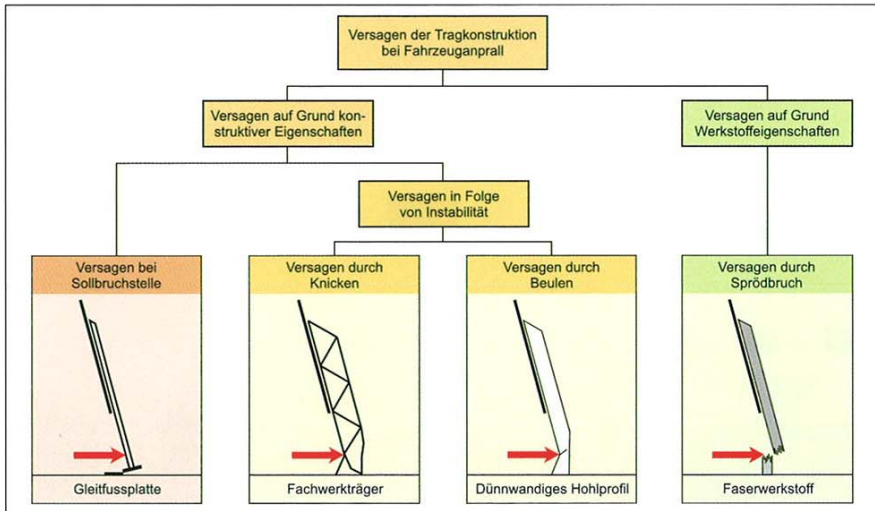 Versagen der Tragkonstruktion
bei Fahrzeuganprall
Versagen auf Grund kon-
struktiver Eigenschaften
Versagen auf Grund
Werkstoffeigenschaften
Versagen in Folge
von Instabilität
Versagen bei
Sollbruchstelle
Versagen durch
Knicken
Versagen durch
Beulen
Versagen durch
Sprödbruch
Gleitfussplatte
Fachwerkträger
Dünnwandiges Hohlprofil
Faserwerkstoff